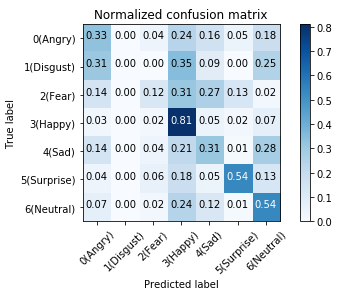 Normalized confusion matrix
True label
0(Angry) 0.33 0.00 0.04 0.24 0.16 0.05 0.18
1(Disgust) 0.31 0.00 0.00 0.35 0.09 0.00 0.25
2(Fear) 0.14 0.00 0.12 0.31 0.27 0.13 0.02
3(Happy) 0.03 0.00 0.02 0.81 0.05 0.02 0.07
4(Sad) 0.14 0.00 0.04 0.21 0.31 0.01 0.28
5(Surprise) 0.04 0.00 0.06 0.18 0.05 0.54 0.13
6(Neutral) 0.07 0.00 0.02 0.24 0.12 0.01 0.54
0(Angry) 1(Disgust) 2(Fear) 3(Happy) 4(Sad) 5(Surprise) 6(Neutral)
Predicted label
0.8
0.7
0.6
0.5
0.4
0.3
0.2
0.1
0.0